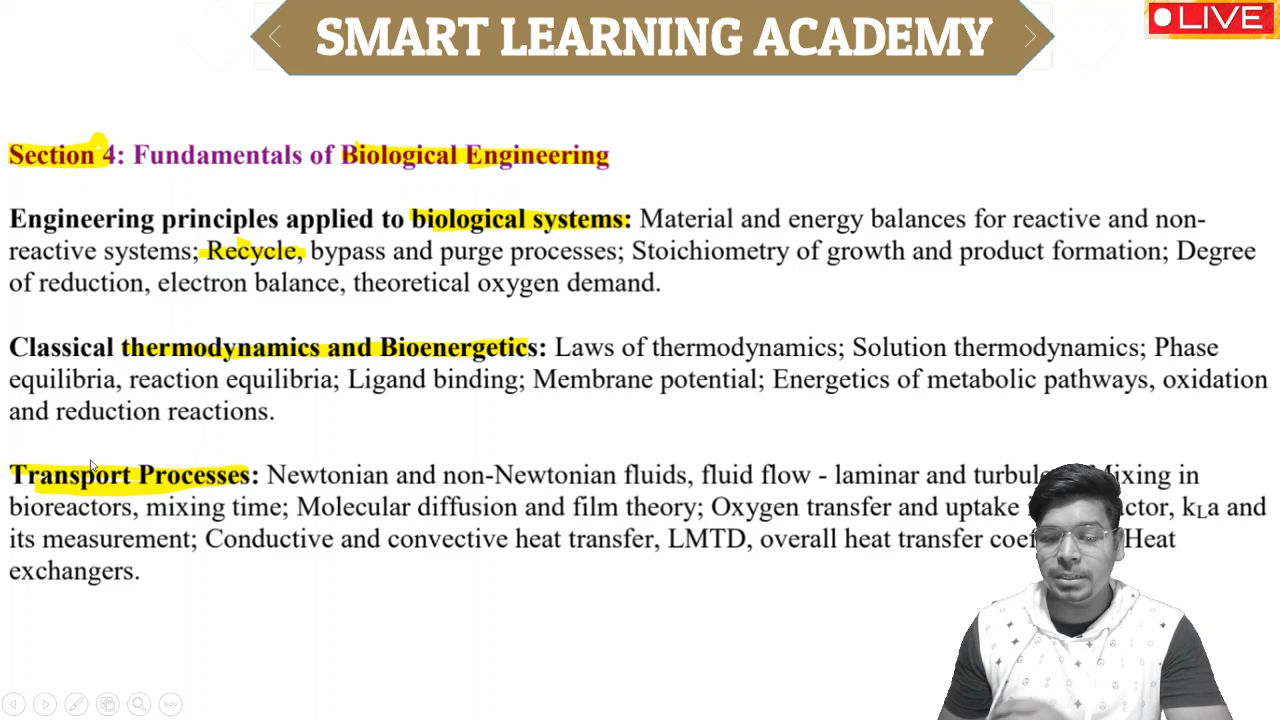 SMART LEARNING ACADEMY
LIVE
Section 4: Fundamentals of Biological Engineering
Engineering principles applied to biological systems: Material and energy balances for reactive and non-
reactive systems; Recycle, bypass and purge processes; Stoichiometry of growth and product formation; Degree
of reduction, electron balance, theoretical oxygen demand.
Classical thermodynamics and Bioenergetics: Laws of thermodynamics; Solution thermodynamics; Phase
equilibria, reaction equilibria; Ligand binding; Membrane potential; Energetics of metabolic pathways, oxidation
and reduction reactions.
Transport Processes: Newtonian and non-Newtonian fluids, fluid flow - laminar and in
bioreactors, mixing time; Molecular diffusion and film theory; Oxygen transfer and uptake kLa and
its measurement; Conductive and convective heat transfer, LMTD, overall heat transfer Heat
exchangers.